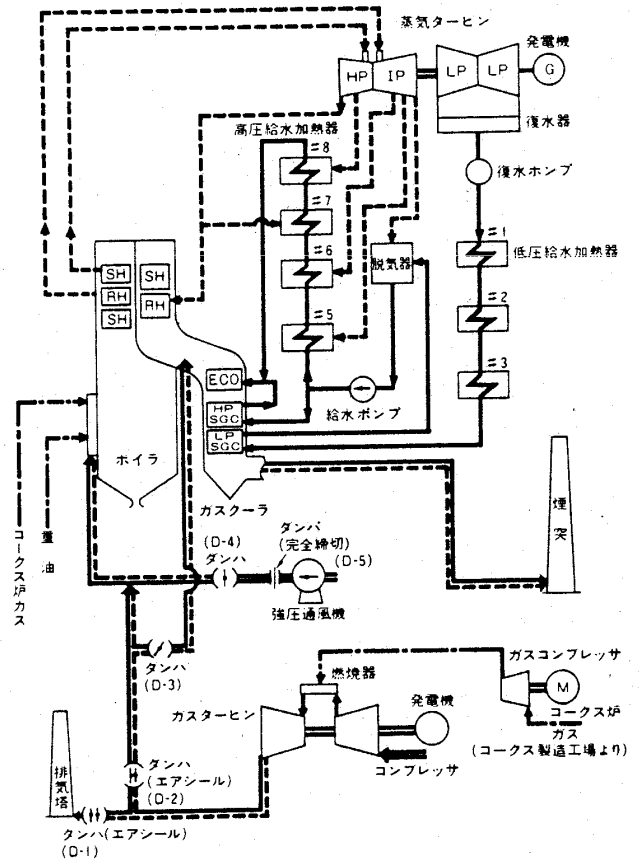 蒸気タービン
発電機
HP
IP
LP
LP
G
復水器
高圧給水加熱器
#8
復水ポンプ
#7
#1
低圧給水加熱器
脱気器
#6
SH
SH
RH
RH
SH
#2
#5
#3
ECO
HP
SGC
給水ポンプ
LP
SGC
ボイラ
ガスクーラ
煙突
コークス炉ガス
重油
ダンパ
(完全締切)
(D-5)
(D-4)
ダンパ
強圧通風機
ダンパ
(D-3)
燃焼器
ガスコンプレッサ
M
ガスタービン
発電機
コークス炉
ガス
(コークス製造工場より)
コンプレッサ
排気塔
ダンパ
(エアシール)
(D-2)
ダンパ(エアシール)
(D-1)